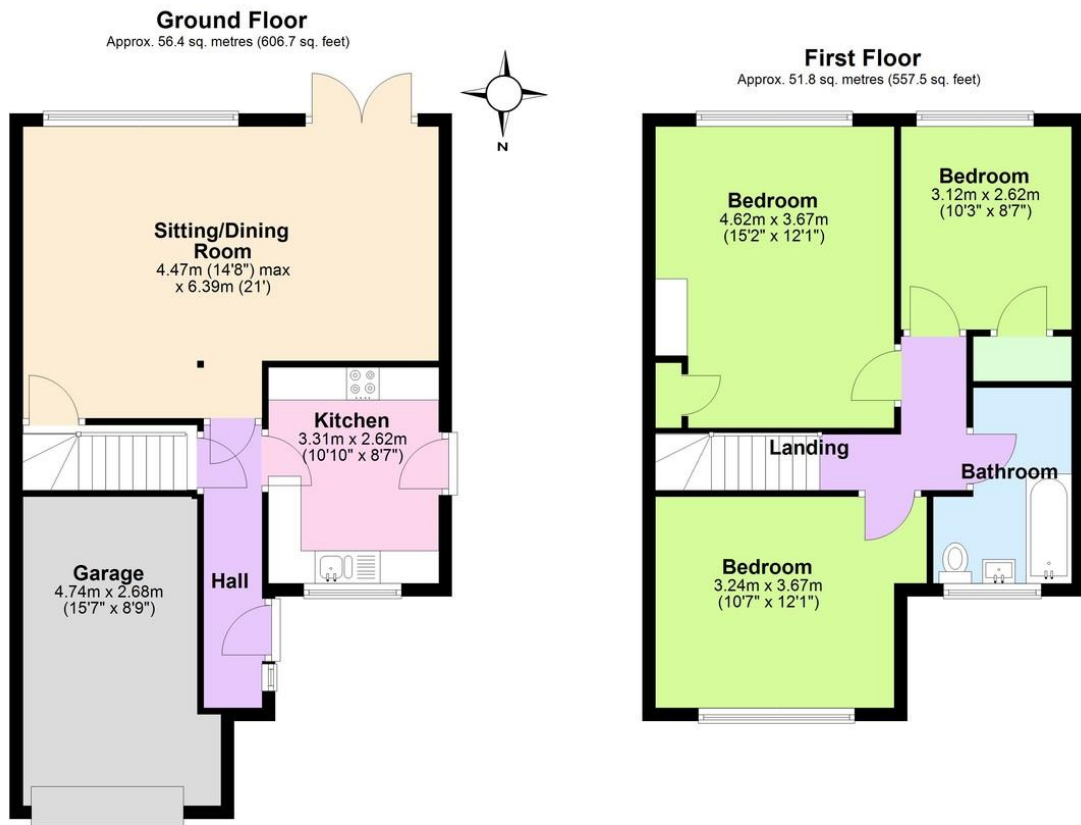 Ground Floor
Approx. 56.4 sq. metres (606.7 sq. feet)
N
Sitting/Dining
Room
4.47m (14'8") max
x 6.39m (21')
Kitchen
3.31m x 2.62m
(10'10" x 8'7")
Garage
4.74m x 2.68m
(15'7" x 8'9")
Hall
First Floor
Approx. 51.8 sq. metres (557.5 sq. feet)
Bedroom
4.62m x 3.67m
(15'2" x 12'1")
Bedroom
3.12m x 2.62m
(10'3" x 8'7")
Landing
Bathroom
Bedroom
3.24m x 3.67m
(10'7" x 12'1")